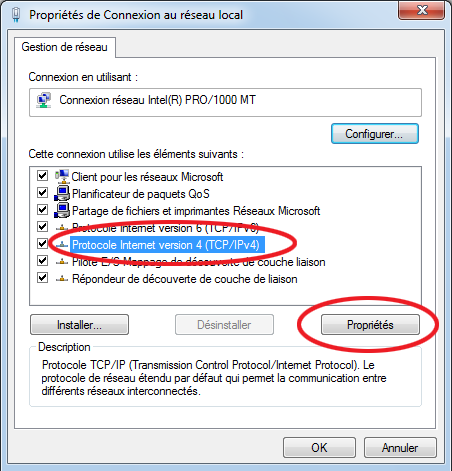 Propriétés de Connexion au réseau local
Gestion de réseau
Connexion en utilisant :
Connexion réseau Intel(R) PRO/1000 MT
Configurer...
Cette connexion utilise les éléments suivants :
Client pour les réseaux Microsoft
Planificateur de paquets QoS
Partage de fichiers et imprimantes Réseaux Microsoft
Protocole Internet version 6 (TCP/IPv6)
Protocole Internet version 4 (TCP/IPv4)
Pilote E/S Mappage de découverte de couche liaison
Répondeur de découverte de couche de liaison
Installer... Désinstaller Propriétés
Description
Protocole TCP/IP (Transmission Control Protocol/Internet Protocol). Le
protocole de réseau étendu par défaut qui permet la communication entre
différents réseaux interconnectés.
OK Annuler